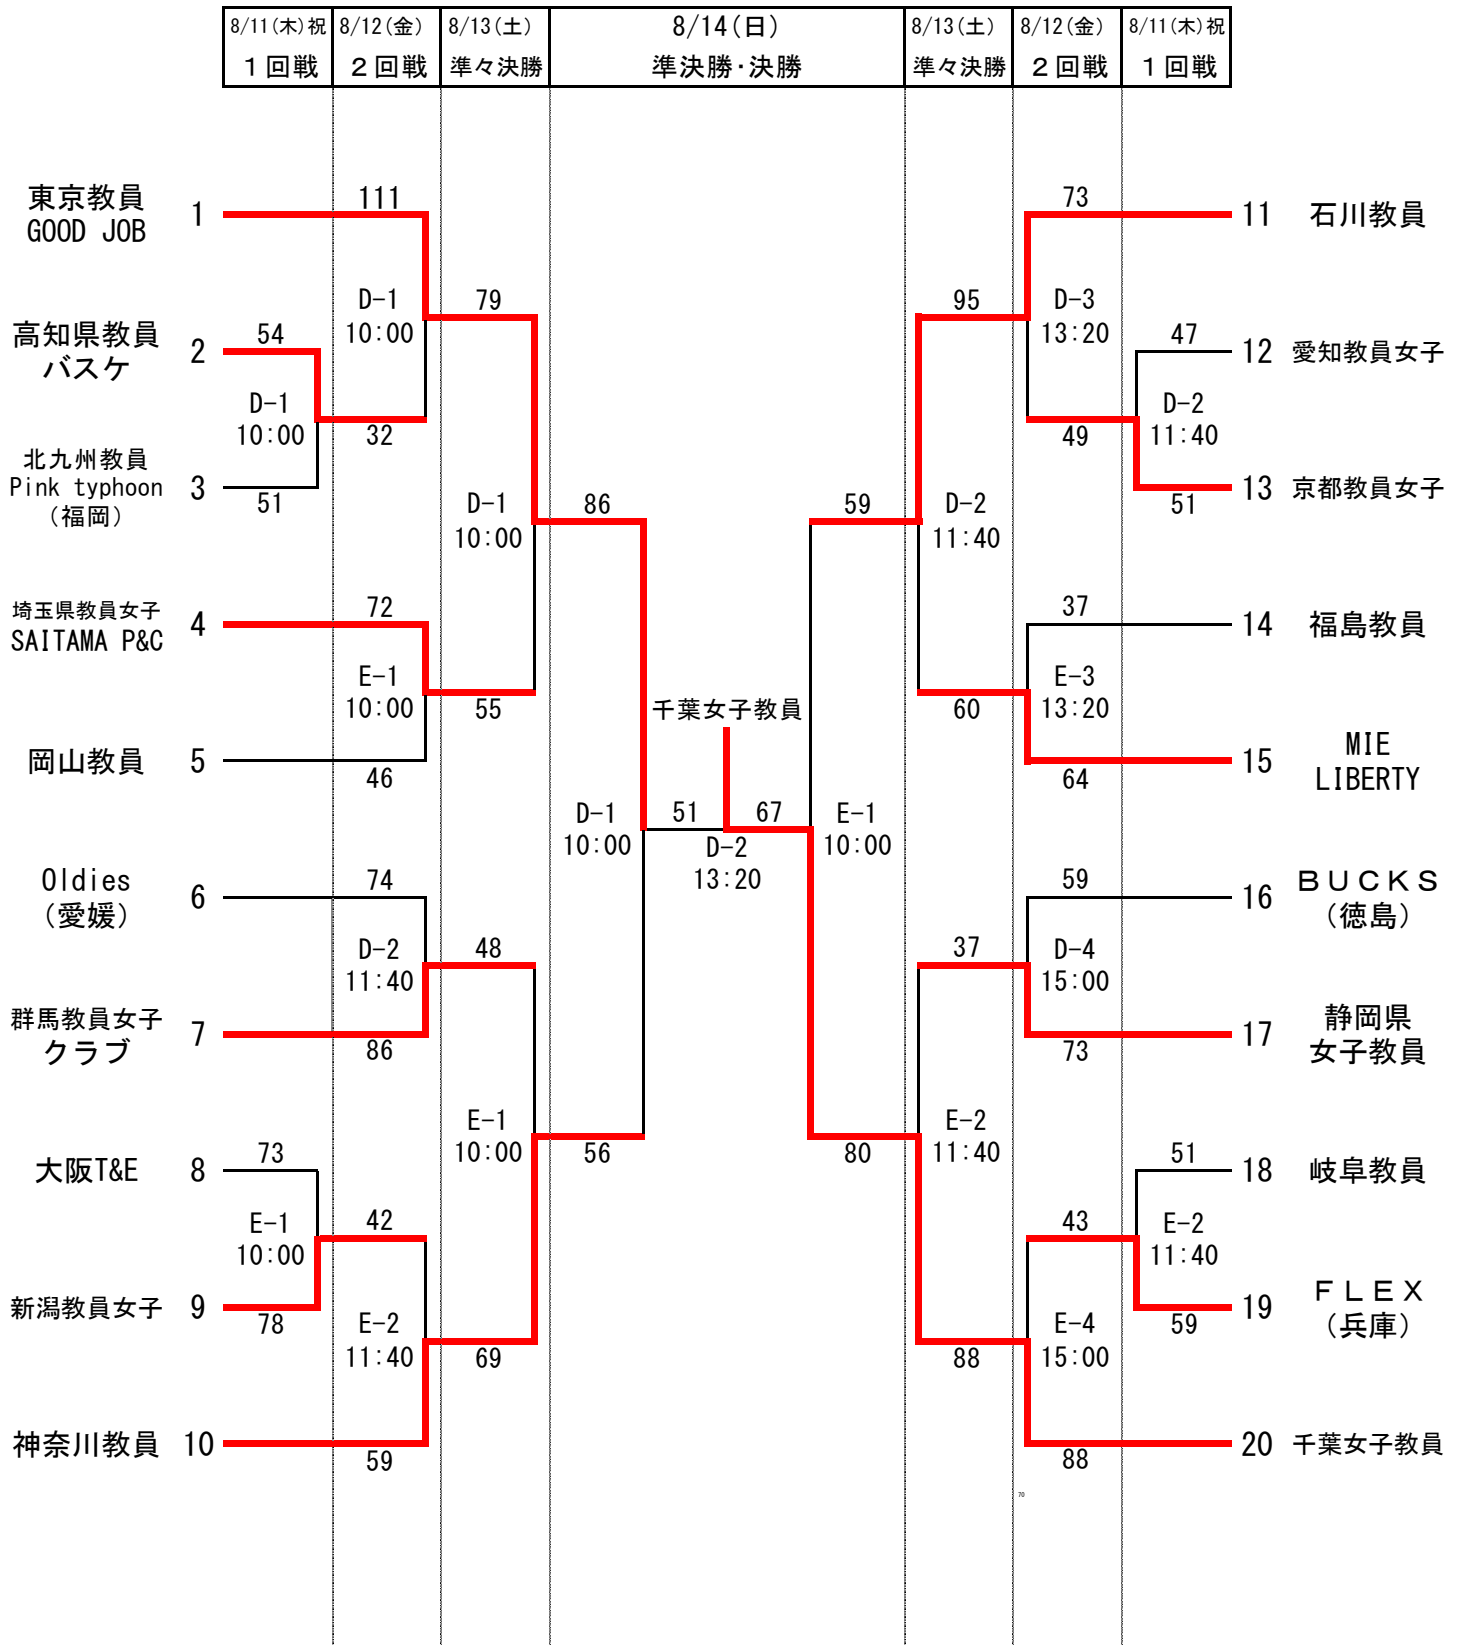 8/11(木)祝 8/12(金) 8/13(土) 8/14(日) 8/13(土) 8/12(金) 8/11(木)祝
１回戦 ２回戦 準々決勝 準決勝・決勝 準々決勝 ２回戦 １回戦
東京教員
GOOD JOB
1
111
73
11
石川教員
D-1
10:00
79
95
D-3
13:20
高知県教員
バスケ
2
54
47
12
愛知教員女子
D-1
10:00
32
49
D-2
11:40
北九州教員
Pink typhoon
（福岡）
3
51
51
13
京都教員女子
D-1
10:00
86
59
D-2
11:40
埼玉県教員女子
SAITAMA P&C
4
72
37
14
福島教員
E-1
10:00
55
60
E-3
13:20
千葉女子教員
岡山教員
5
46
64
15
MIE
LIBERTY
D-1
10:00
51
67
D-2
13:20
E-1
10:00
Oldies
（愛媛）
6
74
59
16
ＢＵＣＫＳ
（徳島）
D-2
11:40
48
37
D-4
15:00
群馬教員女子
クラブ
7
86
73
17
静岡県
女子教員
E-1
10:00
56
80
E-2
11:40
大阪T&E
8
73
51
18
岐阜教員
E-1
10:00
42
43
E-2
11:40
新潟教員女子
9
78
59
19
ＦＬＥＸ
（兵庫）
E-2
11:40
69
88
E-4
15:00
神奈川教員
10
59
88
20
千葉女子教員
70